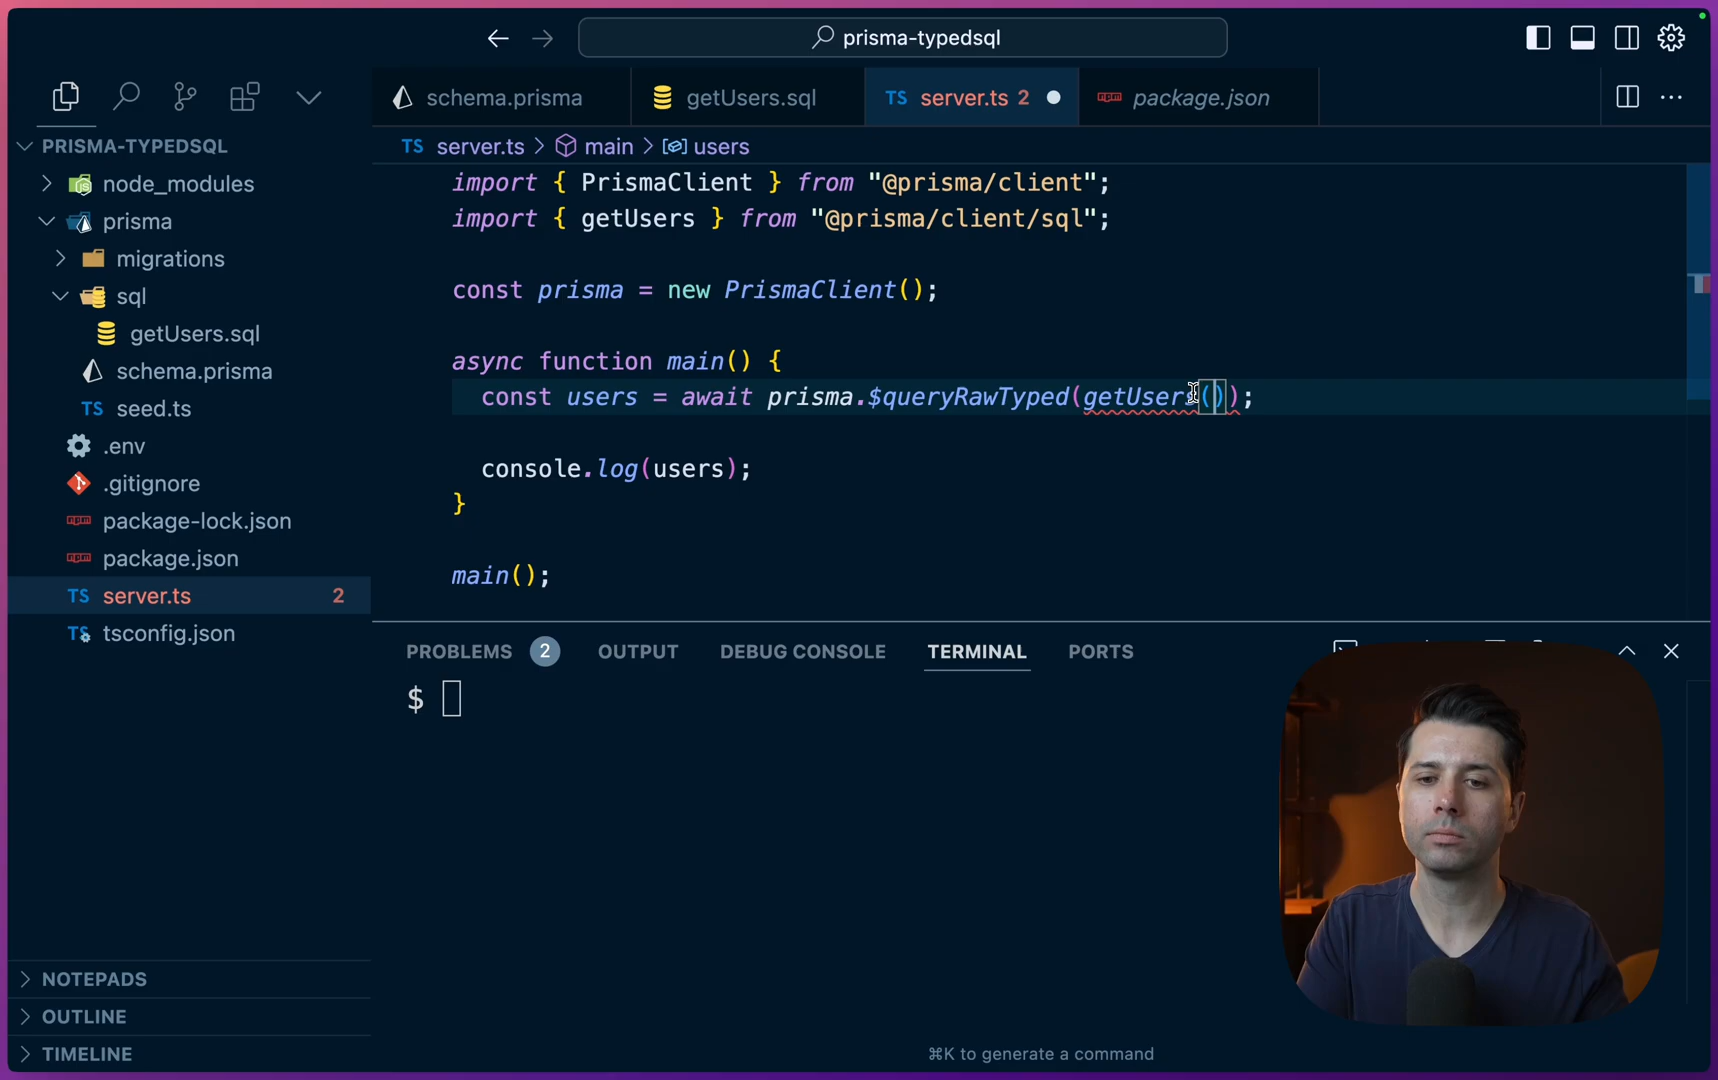 prisma-typedsql
schema.prisma
getUsers.sql
TS server.ts 2
package.json
PRISMA-TYPEDSQL
node_modules
prisma
migrations
sql
getUsers.sql
schema.prisma
TS seed.ts
.env
.gitignore
package-lock.json
package.json
TS server.ts 2
TS tsconfig.json
NOTEPADS
OUTLINE
TIMELINE
TS server.ts > main > users
import { PrismaClient } from "@prisma/client";
import { getUsers } from "@prisma/client/sql";
const prisma = new PrismaClient();
async function main() {
const users = await prisma.$queryRawTyped(getUsers());
console.log(users);
}
main();
PROBLEMS 2 OUTPUT DEBUG CONSOLE TERMINAL PORTS
$
⌘K to generate a command